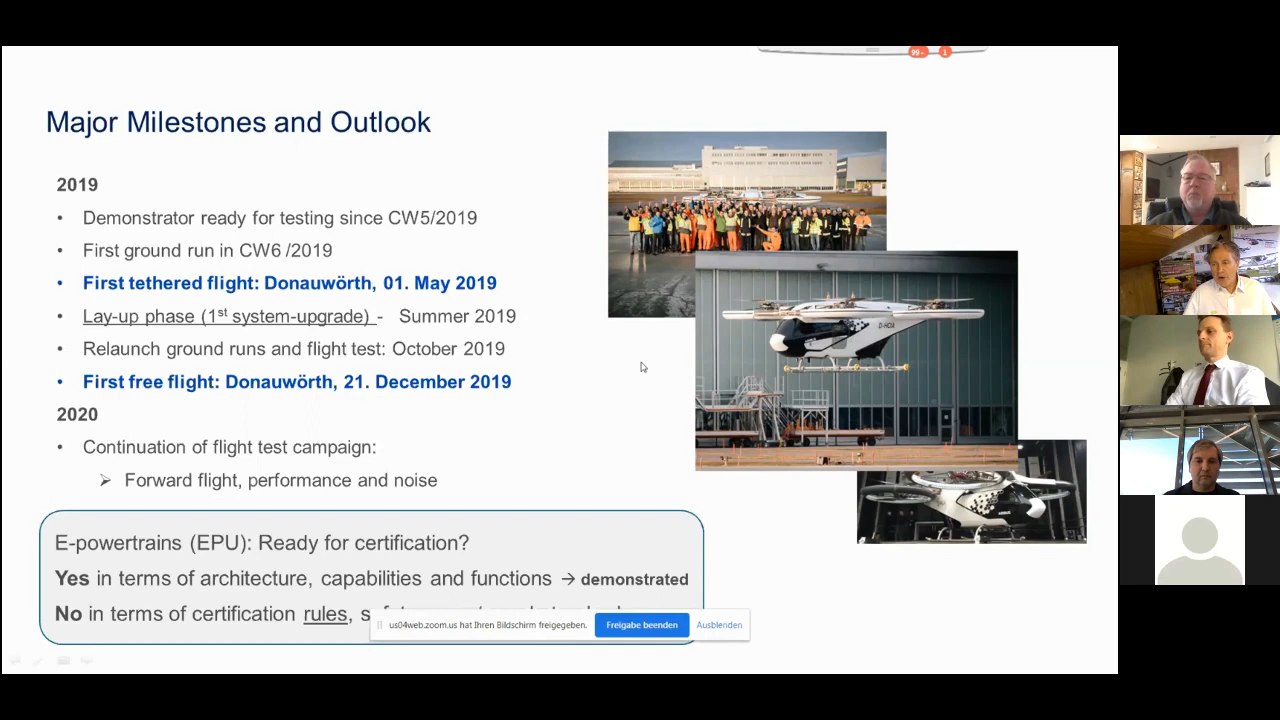 99+ 1
Major Milestones and Outlook
2019
• Demonstrator ready for testing since CW5/2019
• First ground run in CW6 /2019
• First tethered flight: Donauwörth, 01. May 2019
• Lay-up phase (1st system-upgrade) - Summer 2019
• Relaunch ground runs and flight test: October 2019
• First free flight: Donauwörth, 21. December 2019
2020
• Continuation of flight test campaign:
➢ Forward flight, performance and noise
E-powertrains (EPU): Ready for certification?
Yes in terms of architecture, capabilities and functions → demonstrated
No in terms of certification rules,
us04web.zoom.us hat Ihren Bildschirm freigegeben. Freigabe beenden Ausblenden